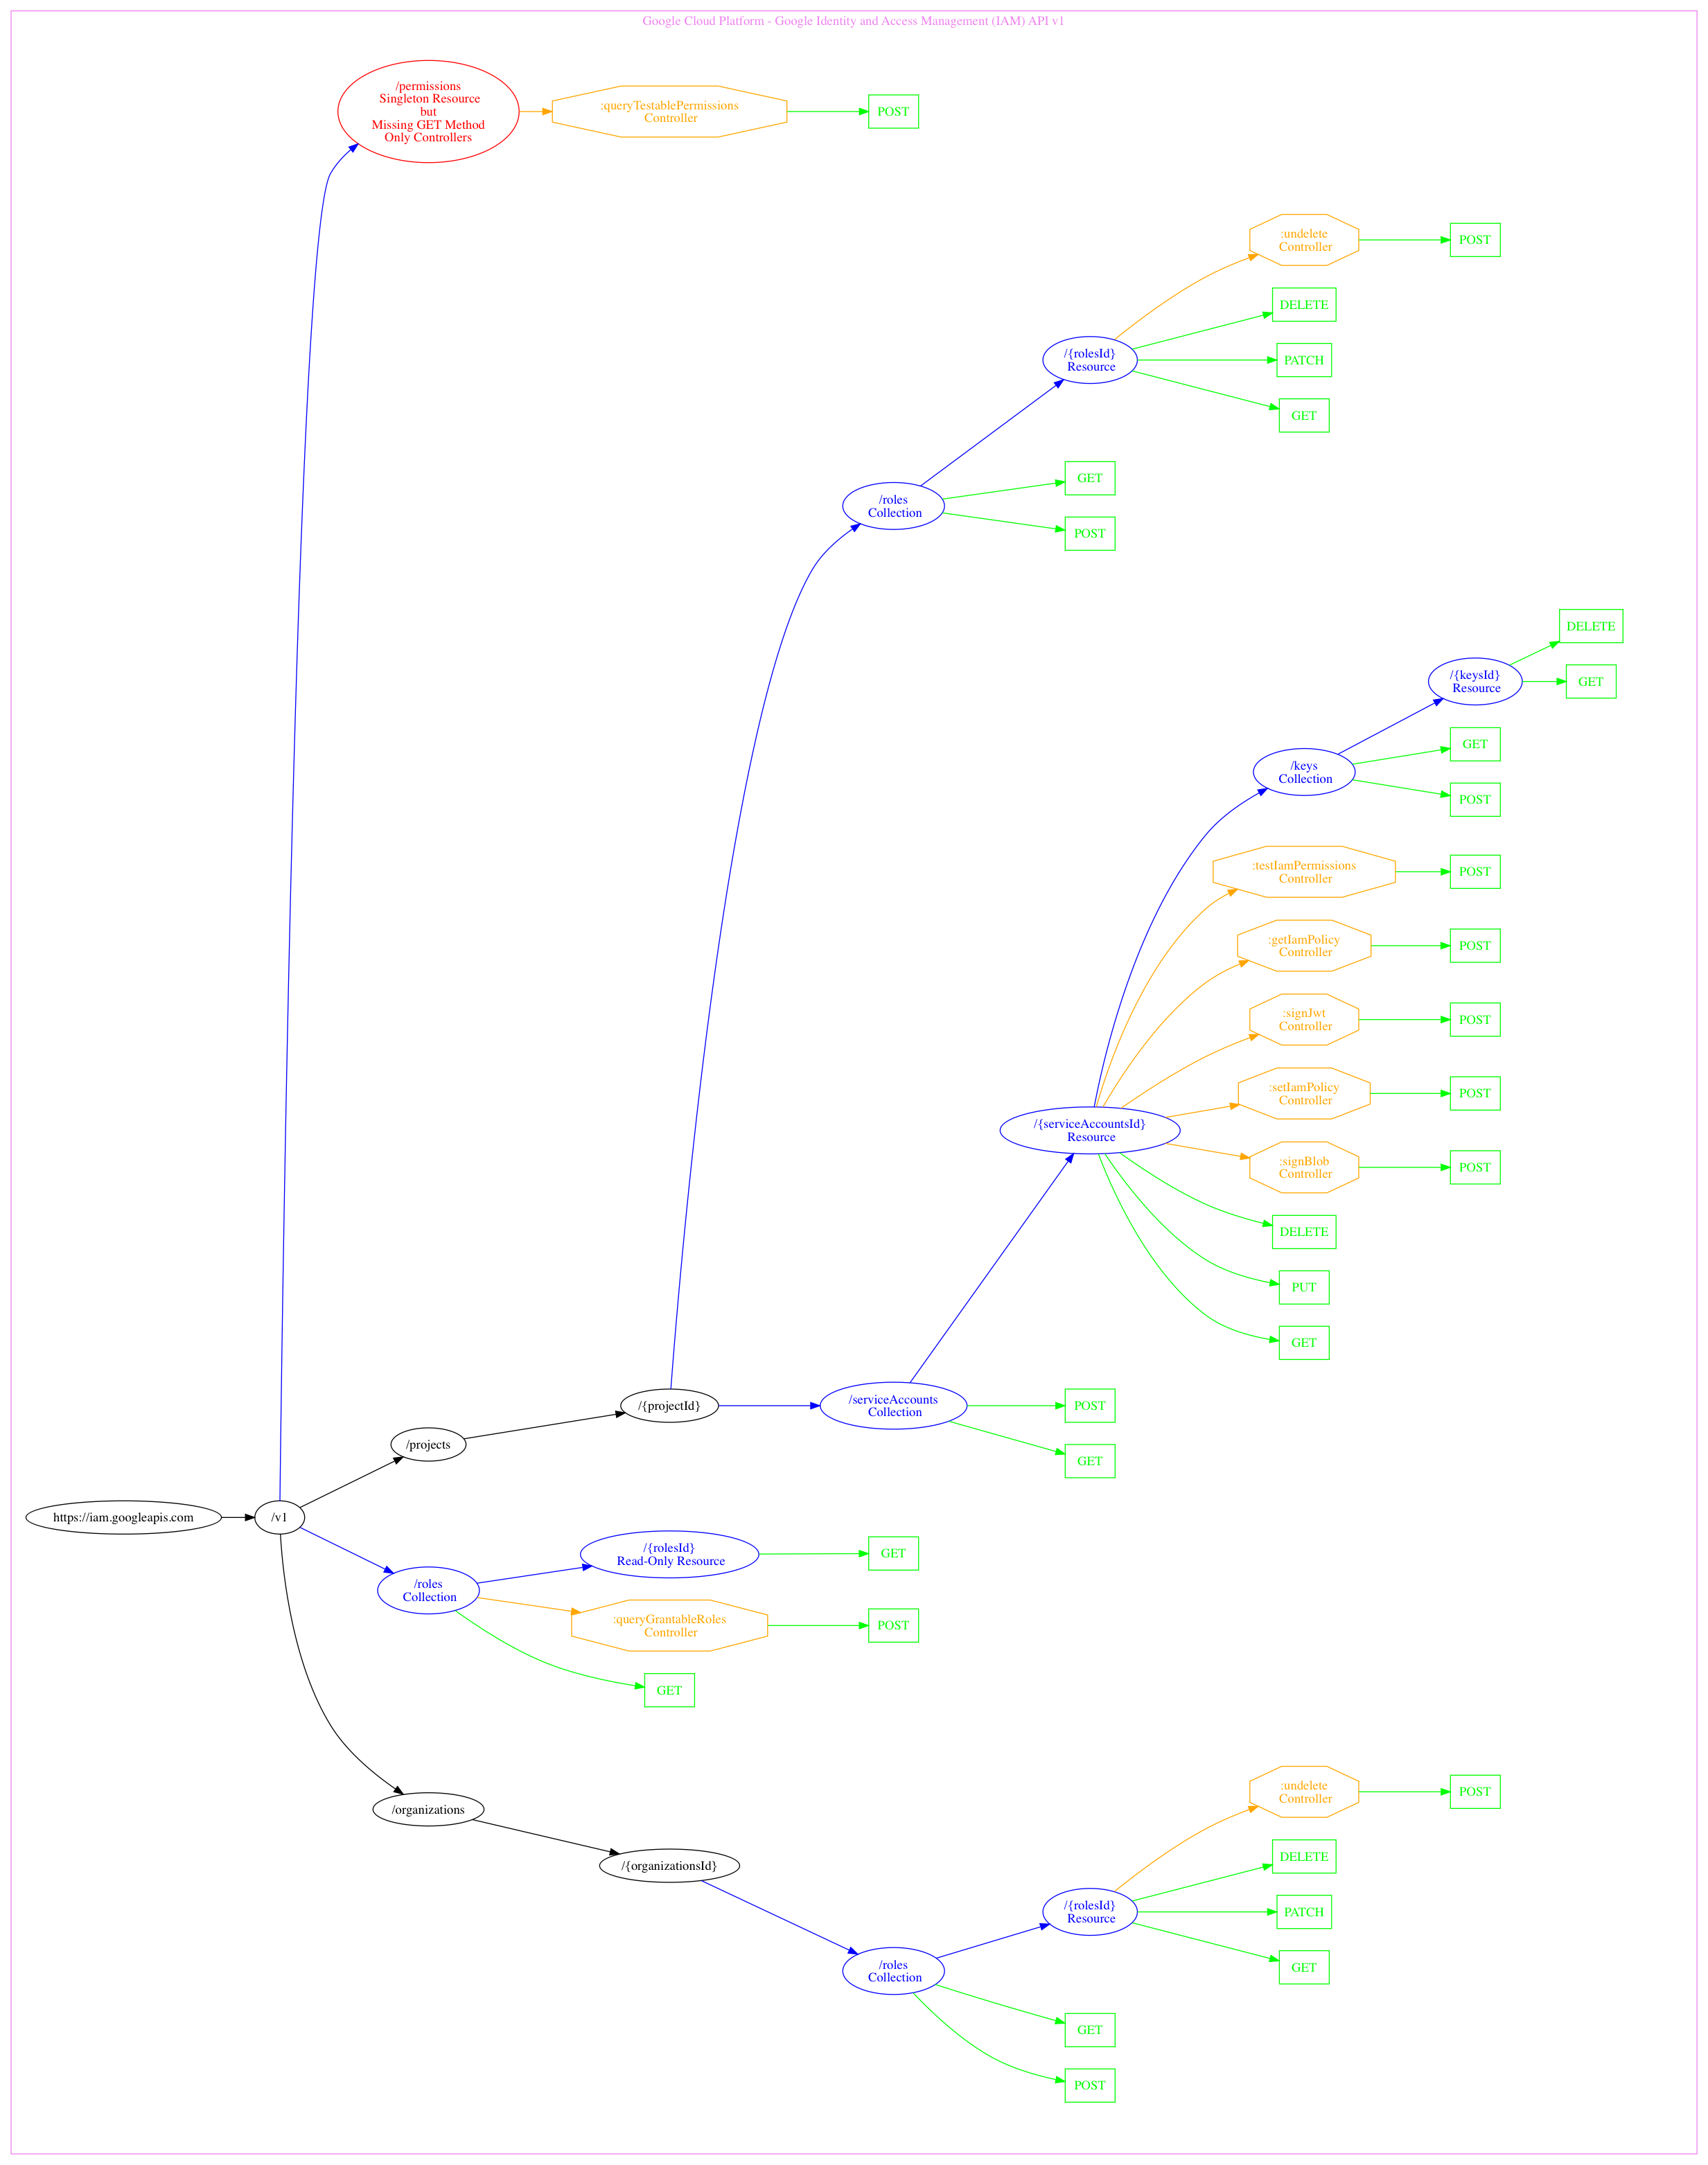 Google Cloud Platform - Google Identity and Access Management (IAM) API v1
/permissions
Singleton Resource
but
Missing GET Method
Only Controllers
:queryTestablePermissions
Controller
POST
:undelete
Controller
POST
DELETE
/{rolesId}
Resource
PATCH
GET
/roles
Collection
GET
POST
DELETE
/{keysId}
Resource
GET
/keys
Collection
GET
POST
:testIamPermissions
Controller
POST
:getIamPolicy
Controller
POST
:signJwt
Controller
POST
:setIamPolicy
Controller
POST
/{serviceAccountsId}
Resource
:signBlob
Controller
POST
DELETE
PUT
GET
/{projectId}
/serviceAccounts
Collection
POST
GET
/projects
https://iam.googleapis.com
/v1
/{rolesId}
Read-Only Resource
GET
/roles
Collection
:queryGrantableRoles
Controller
POST
GET
:undelete
Controller
POST
/organizations
DELETE
/{organizationsId}
/{rolesId}
Resource
PATCH
GET
/roles
Collection
GET
POST